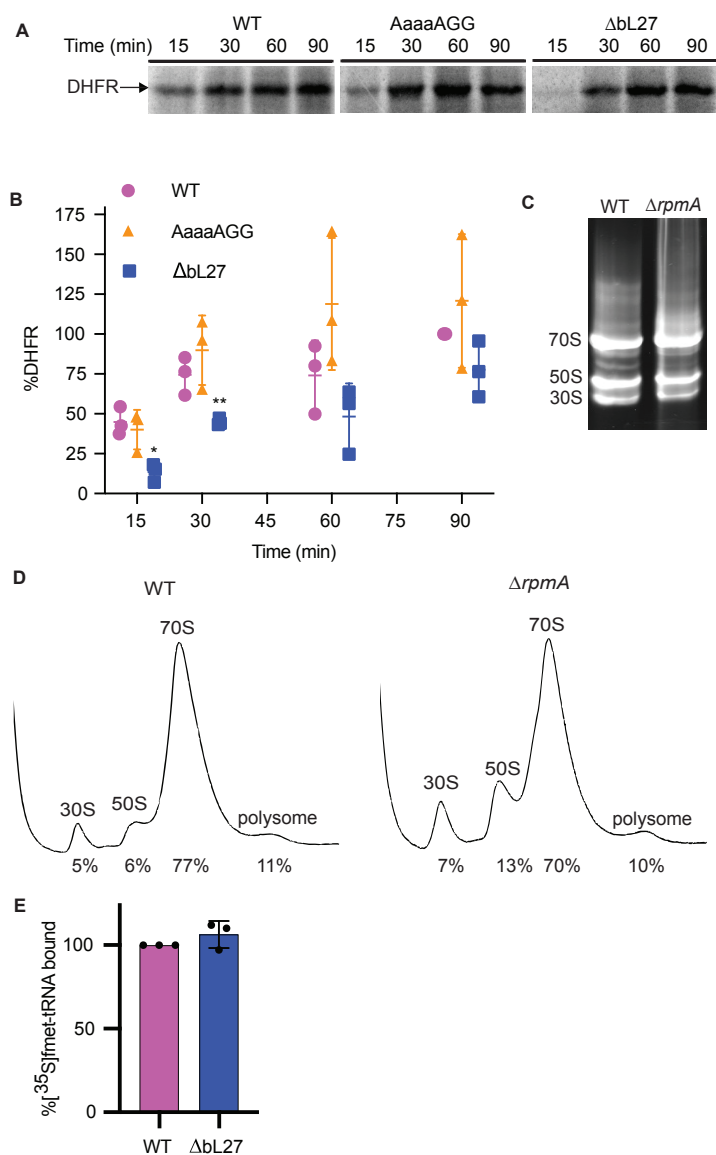 A
WT AaaaAGG ΔbL27
Time (min) 15 30 60 90 15 30 60 90 15 30 60 90
DHFR
B
WT
AaaaAGG
ΔbL27
175
150
125
100
75
50
25
0
%DHFR
* **
15 30 45 60 75 90
Time (min)
C
WT ΔrpmA
70S
50S
30S
D
WT ΔrpmA
70S 70S
30S 50S polysome 30S 50S polysome
5% 6% 77% 11% 7% 13% 70% 10%
E
100
50
0
%[³⁵S]fmet-tRNA bound
WT ΔbL27